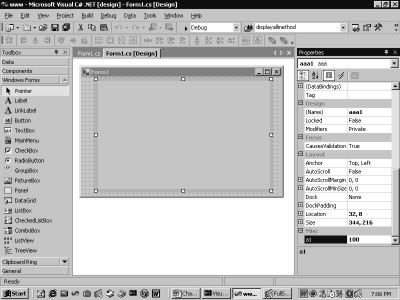 www - Microsoft Visual C# .NET [design] - Form1.cs [Design]
File Edit View Project Build Debug Data Tools Window Help
Debug displayallmethod
Toolbox
Data
Components
Windows Forms
Pointer
Label
LinkLabel
Button
TextBox
MainMenu
CheckBox
RadioButton
GroupBox
PictureBox
Panel
DataGrid
ListBox
CheckedListBox
ComboBox
ListView
TreeView
Clipboard Ring
General
Form1.cs Form1.cs [Design]
Form1
Properties
aaa1 aaa
(DataBindings)
Tag
Design
(Name) aaa1
Locked False
Modifiers Private
Focus
CausesValidation True
Layout
Anchor Top, Left
AutoScroll False
AutoScrollMargin 0, 0
AutoScrollMinSize 0, 0
Dock None
DockPadding
Location 32, 8
Size 344, 216
Misc
a1 100
a1
Start Cha... Visu... ww... FullS... 7:06 PM